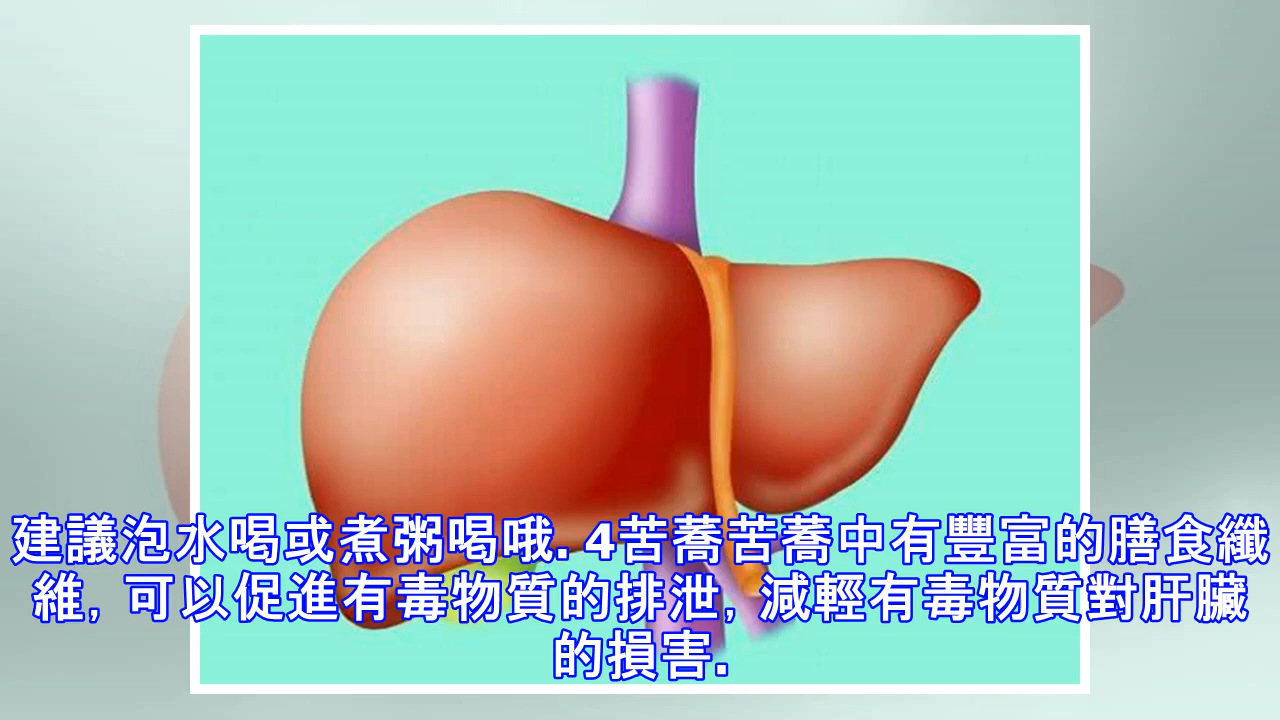 建議泡水喝或煮粥喝哦. 4苦蕎苦蕎中有豐富的膳食纖
維, 可以促進有毒物質的排泄, 減輕有毒物質對肝臟
的損害.